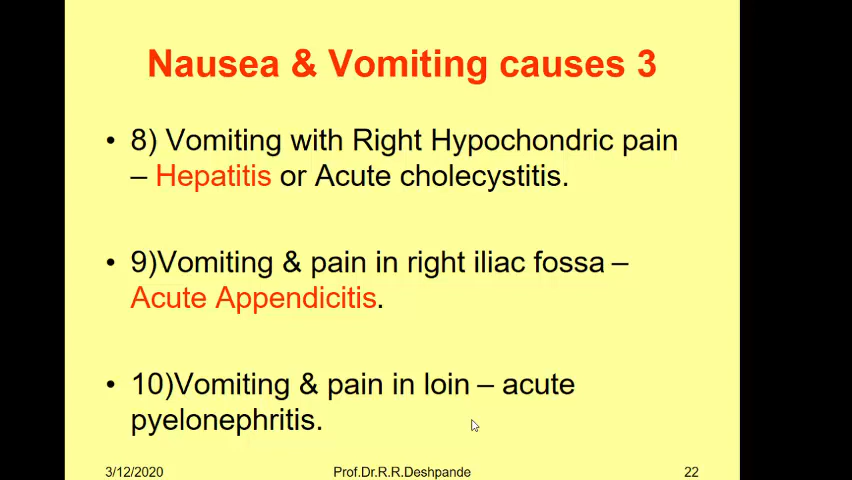 Nausea & Vomiting causes 3
• 8) Vomiting with Right Hypochondric pain
– Hepatitis or Acute cholecystitis.
• 9)Vomiting & pain in right iliac fossa –
Acute Appendicitis.
• 10)Vomiting & pain in loin – acute
pyelonephritis.
3/12/2020 Prof.Dr.R.R.Deshpande 22